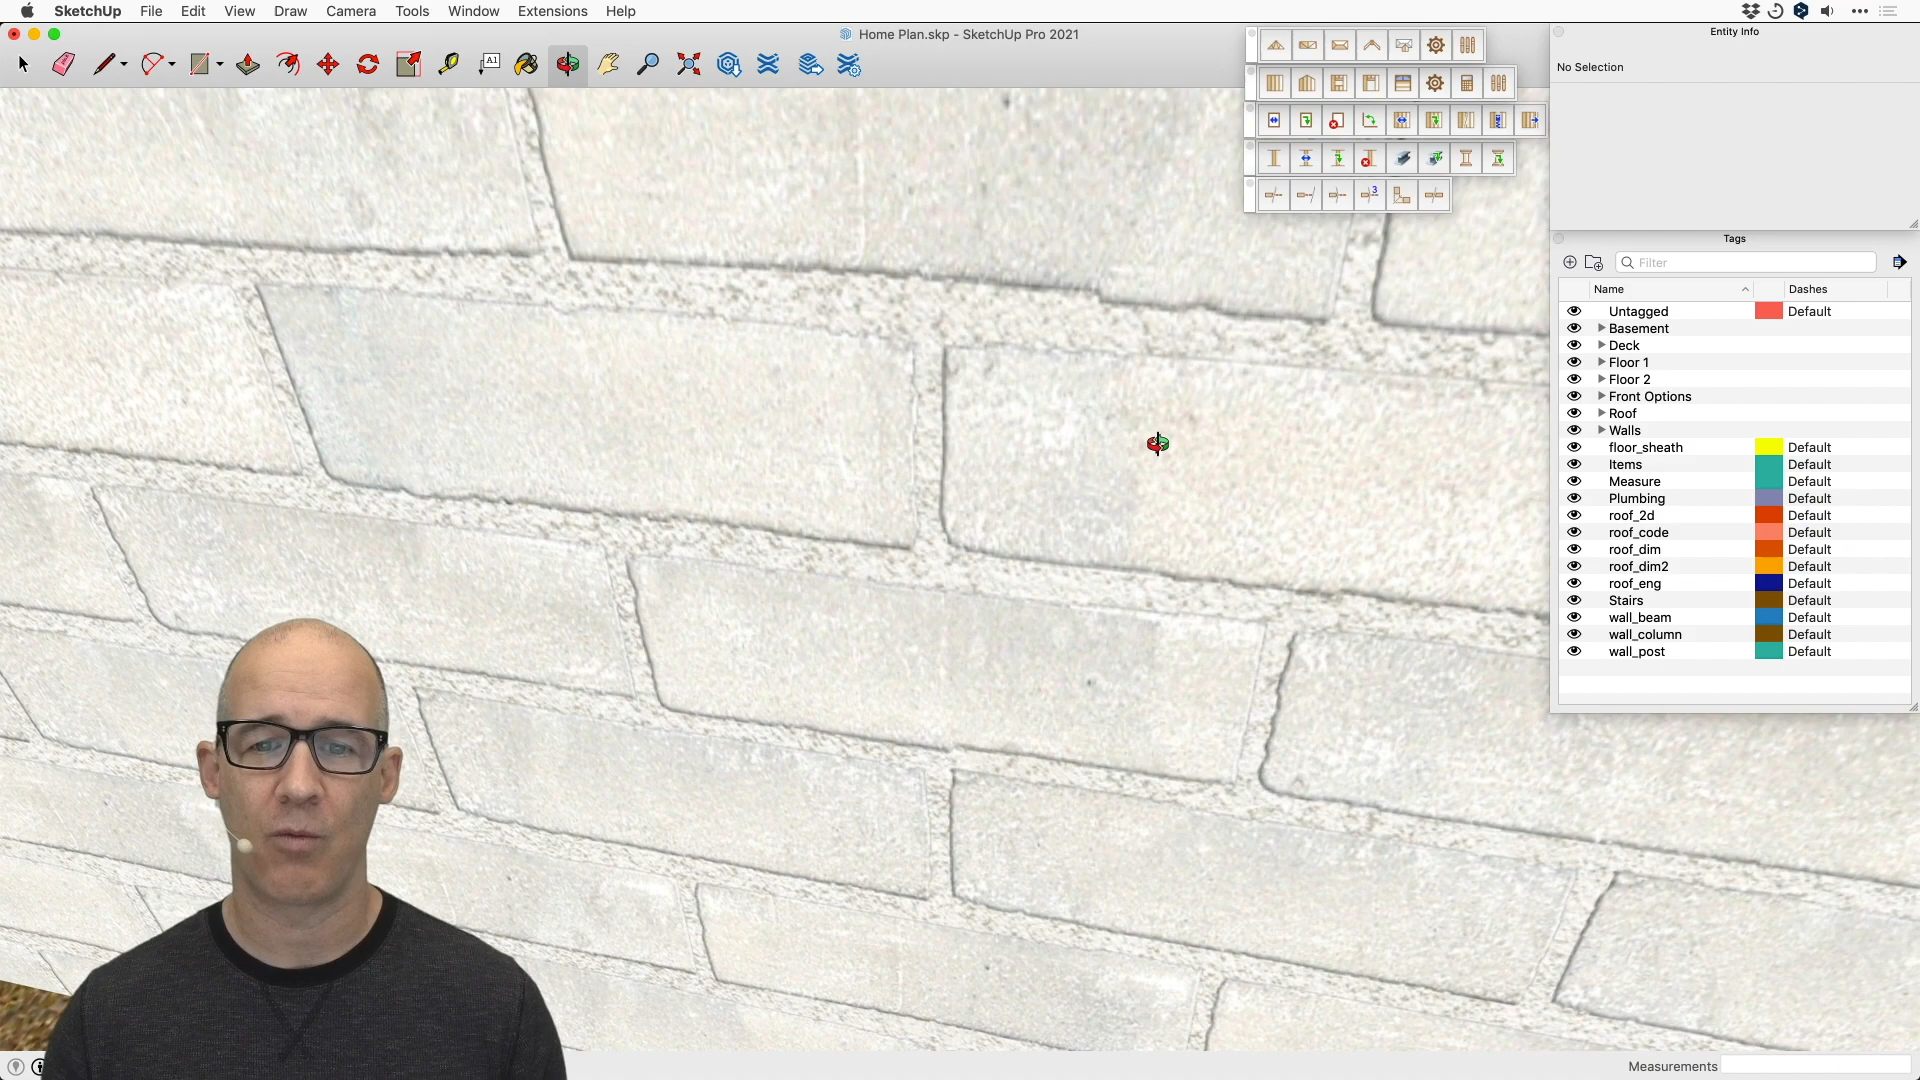 SketchUp File Edit View Draw Camera Tools Window Extensions Help
Home Plan.skp - SketchUp Pro 2021
A1
3
Entity Info
No Selection
Tags
Filter
Name Dashes
Untagged Default
Basement
Deck
Floor 1
Floor 2
Front Options
Roof
Walls
floor_sheath Default
Items Default
Measure Default
Plumbing Default
roof_2d Default
roof_code Default
roof_dim Default
roof_dim2 Default
roof_eng Default
Stairs Default
wall_beam Default
wall_column Default
wall_post Default
Measurements